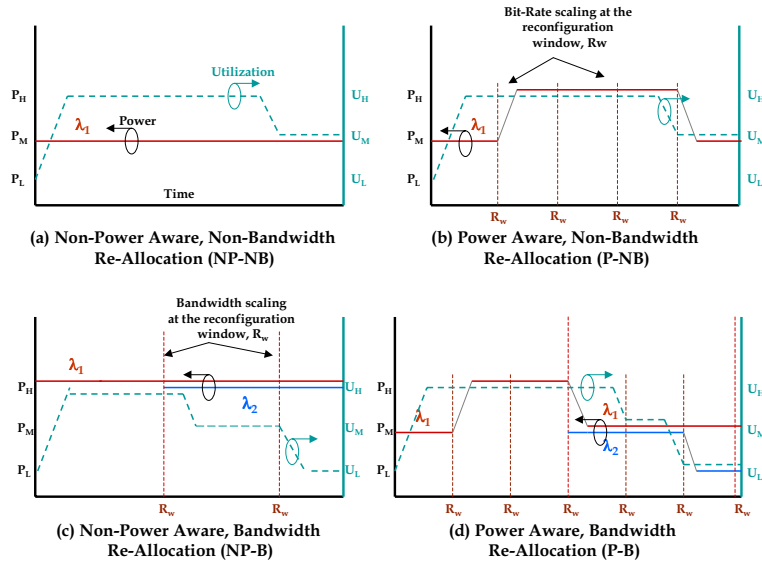 Bit-Rate scaling at the
reconfiguration
window, Rw
Utilization
P_H
U_H
λ₁
Power
P_M
U_M
P_L
U_L
Time
(a) Non-Power Aware, Non-Bandwidth
Re-Allocation (NP-NB)
P_H
U_H
λ₁
P_M
U_M
P_L
U_L
R_w R_w R_w R_w
(b) Power Aware, Non-Bandwidth
Re-Allocation (P-NB)
Bandwidth scaling
at the reconfiguration
window, R_w
λ₁
P_H
U_H
λ₂
P_M
U_M
P_L
U_L
R_w R_w
(c) Non-Power Aware, Bandwidth
Re-Allocation (NP-B)
P_H
U_H
λ₁
λ₁
P_M
U_M
λ₂
P_L
U_L
R_w R_w R_w R_w R_w R_w
(d) Power Aware, Bandwidth
Re-Allocation (P-B)